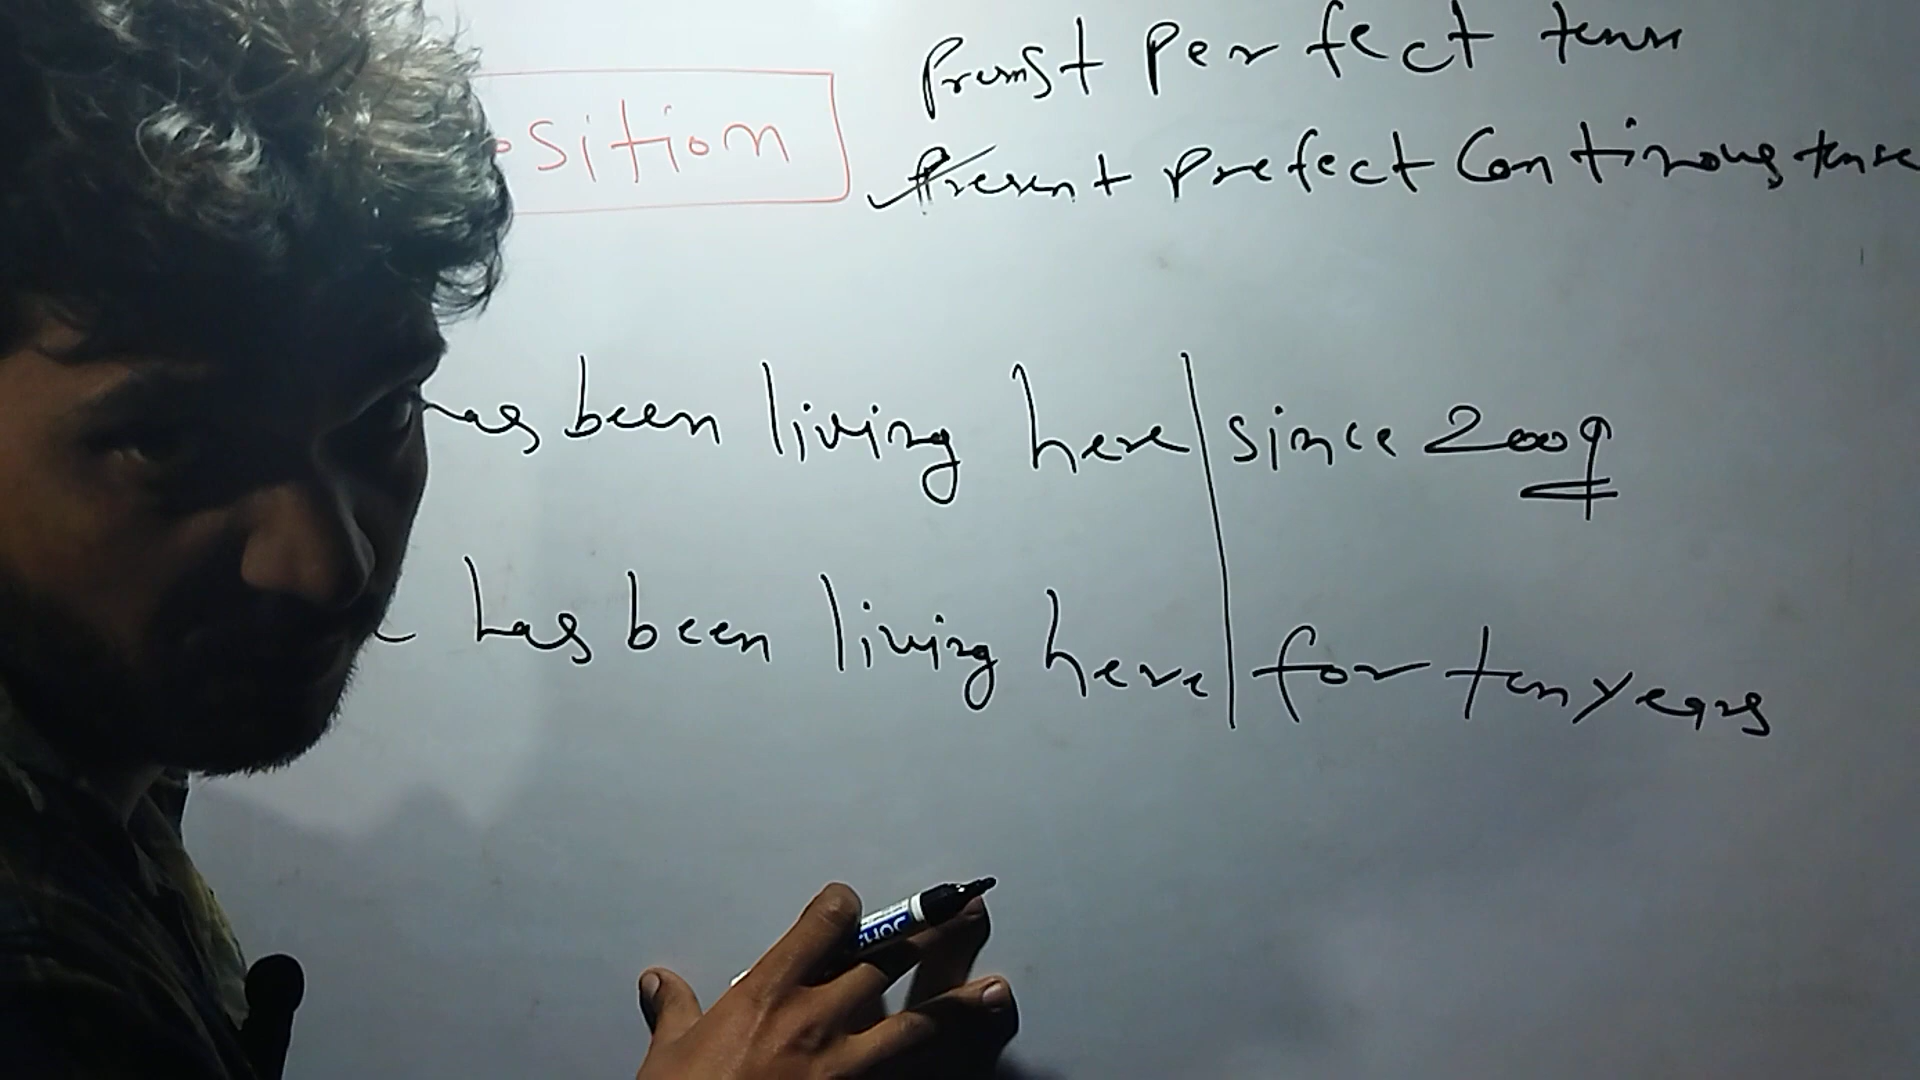 Present perfect tense
osition
Present prefect Continous tense
has been living here since 2009
has been living here for ten years